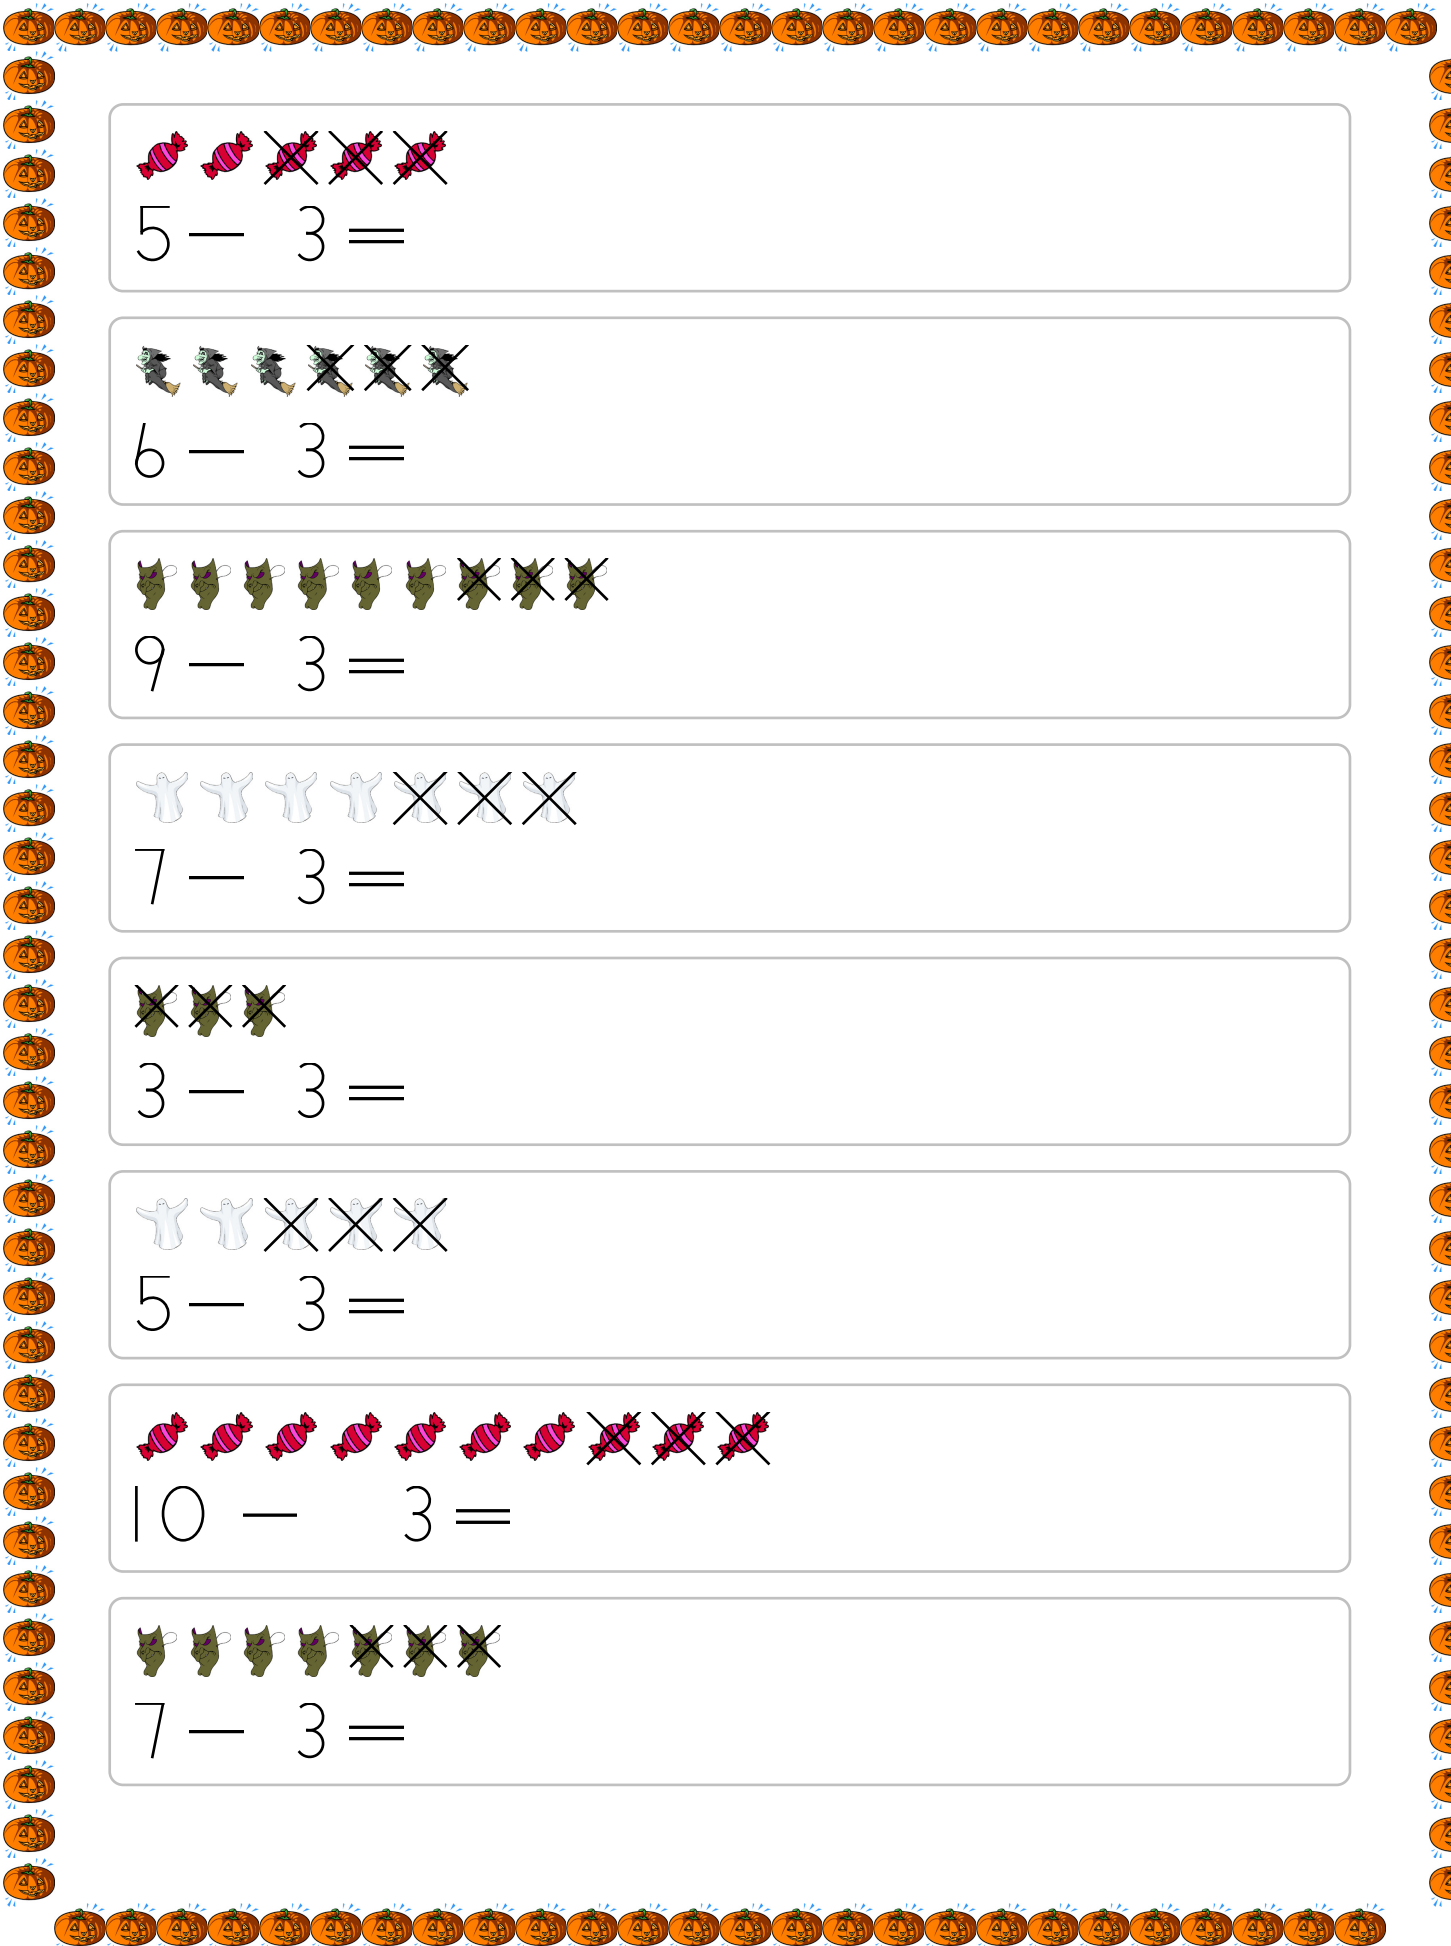 5 - 3 =
6 - 3 =
9 - 3 =
7 - 3 =
3 - 3 =
5 - 3 =
10 - 3 =
7 - 3 =